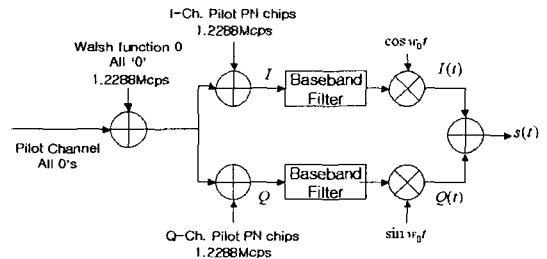 I-Ch. Pilot PN chips
1.2288Mcps
Walsh function 0
All '0'
1.2288Mcps
cos w₀t
I
Baseband
Filter
I(t)
Pilot Channel
All 0's
s(t)
Q
Baseband
Filter
Q(t)
Q-Ch. Pilot PN chips
1.2288Mcps
sin w₀t